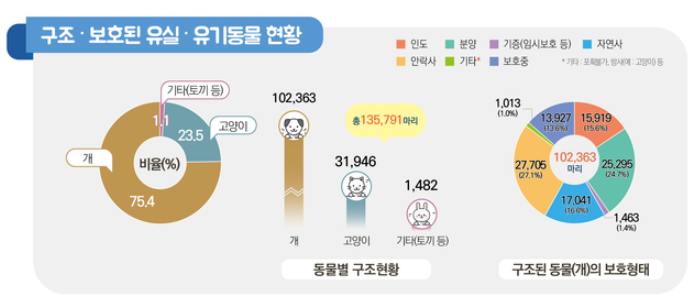 구조 · 보호된 유실 · 유기동물 현황
인도
분양
기증(임시보호 등)
자연사
안락사
기타*
보호중
* 기타 : 포획불가, 방사(예 : 고양이) 등
기타(토끼 등)
1.1
고양이
23.5
개
비율(%)
75.4
102,363
총 135,791마리
31,946
1,482
개
고양이
기타(토끼 등)
동물별 구조현황
1,013
(1.0%)
13,927
(13.6%)
15,919
(15.6%)
27,705
(27.1%)
102,363
마리
25,295
(24.7%)
17,041
(16.6%)
1,463
(1.4%)
구조된 동물(개)의 보호형태